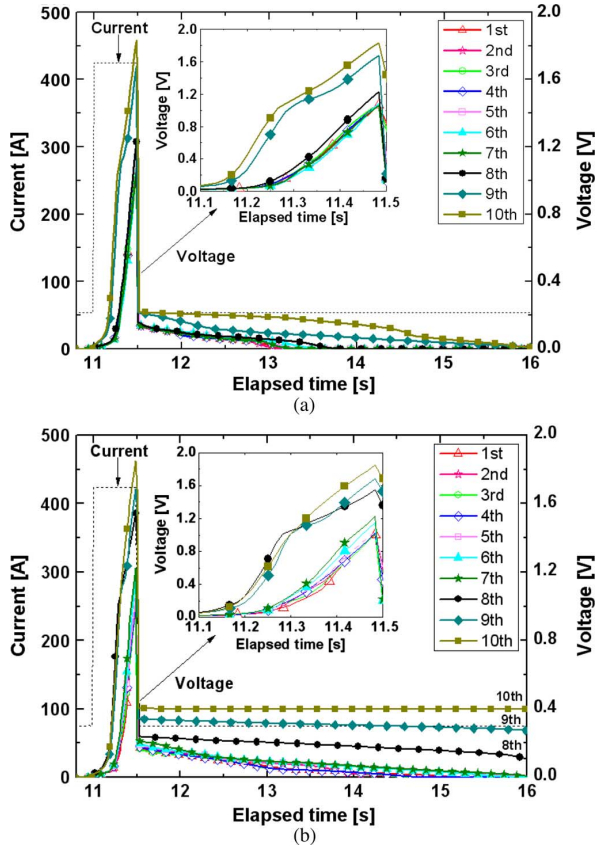 500
400
300
200
100
0
Current [A]
Current
Voltage
11
12
13
14
15
16
Elapsed time [s]
2.0
1.6
1.2
0.8
0.4
0.0
Voltage [V]
2.0
1.6
1.2
0.8
0.4
0.0
Voltage [V]
11.1
11.2
11.3
11.4
11.5
Elapsed time [s]
1st
2nd
3rd
4th
5th
6th
7th
8th
9th
10th
(a)
500
400
300
200
100
0
Current [A]
Current
Voltage
11
12
13
14
15
16
Elapsed time [s]
2.0
1.6
1.2
0.8
0.4
0.0
Voltage [V]
2.0
1.6
1.2
0.8
0.4
0.0
Voltage [V]
11.1
11.2
11.3
11.4
11.5
Elapsed time [s]
1st
2nd
3rd
4th
5th
6th
7th
8th
9th
10th
10th
9th
8th
(b)